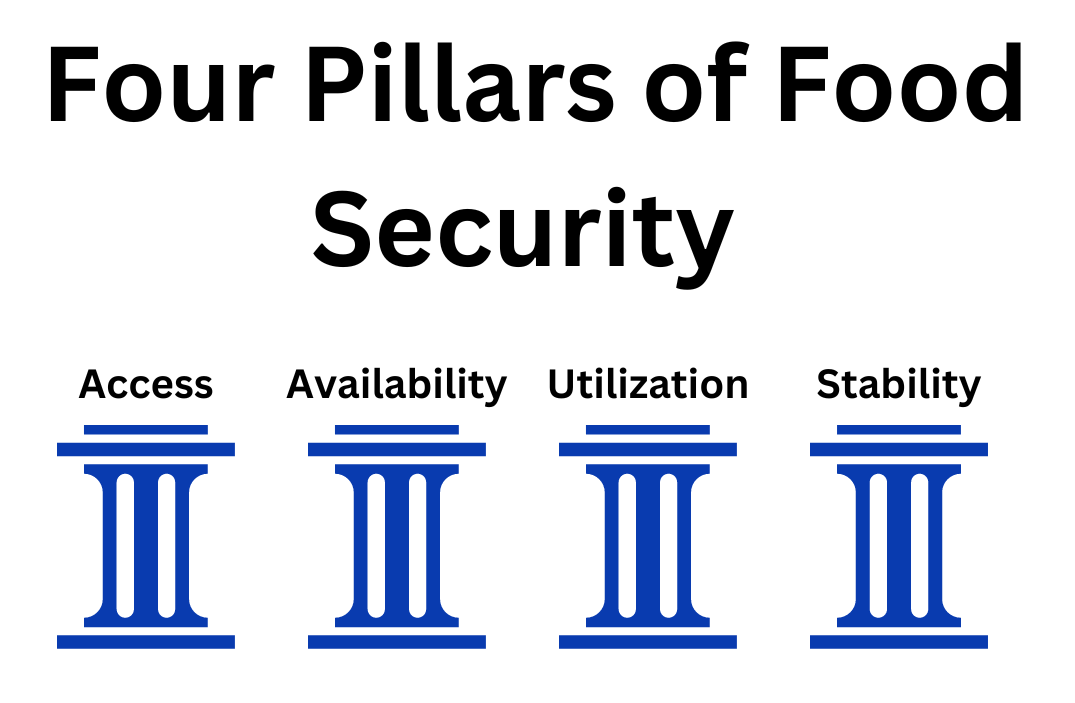 Four Pillars of Food
Security
Access Availability Utilization Stability